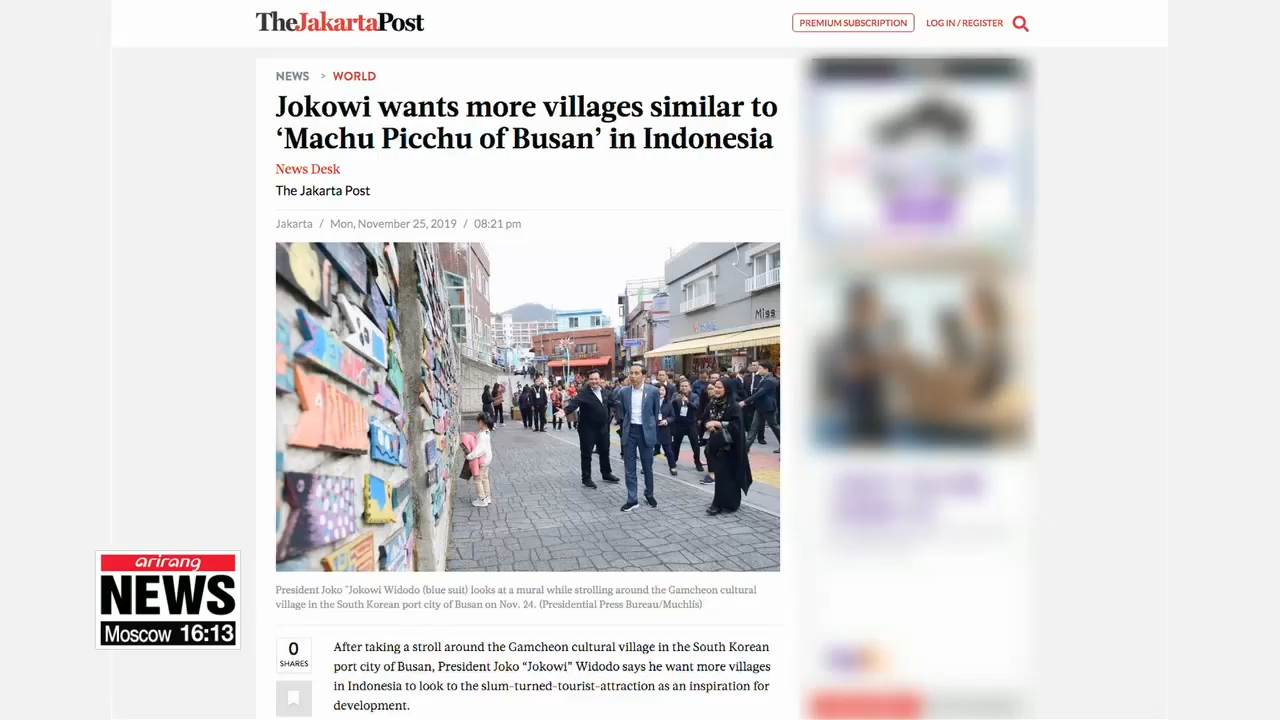 TheJakartaPost
PREMIUM SUBSCRIPTION
LOG IN / REGISTER
NEWS > WORLD
Jokowi wants more villages similar to
‘Machu Picchu of Busan’ in Indonesia
News Desk
The Jakarta Post
Jakarta / Mon, November 25, 2019 / 08:21 pm
Miss
President Joko "Jokowi Widodo (blue suit) looks at a mural while strolling around the Gamcheon cultural
village in the South Korean port city of Busan on Nov. 24. (Presidential Press Bureau/Muchlis)
0
SHARES
After taking a stroll around the Gamcheon cultural village in the South Korean
port city of Busan, President Joko “Jokowi” Widodo says he want more villages
in Indonesia to look to the slum-turned-tourist-attraction as an inspiration for
development.
arirang
NEWS
Moscow 16:13